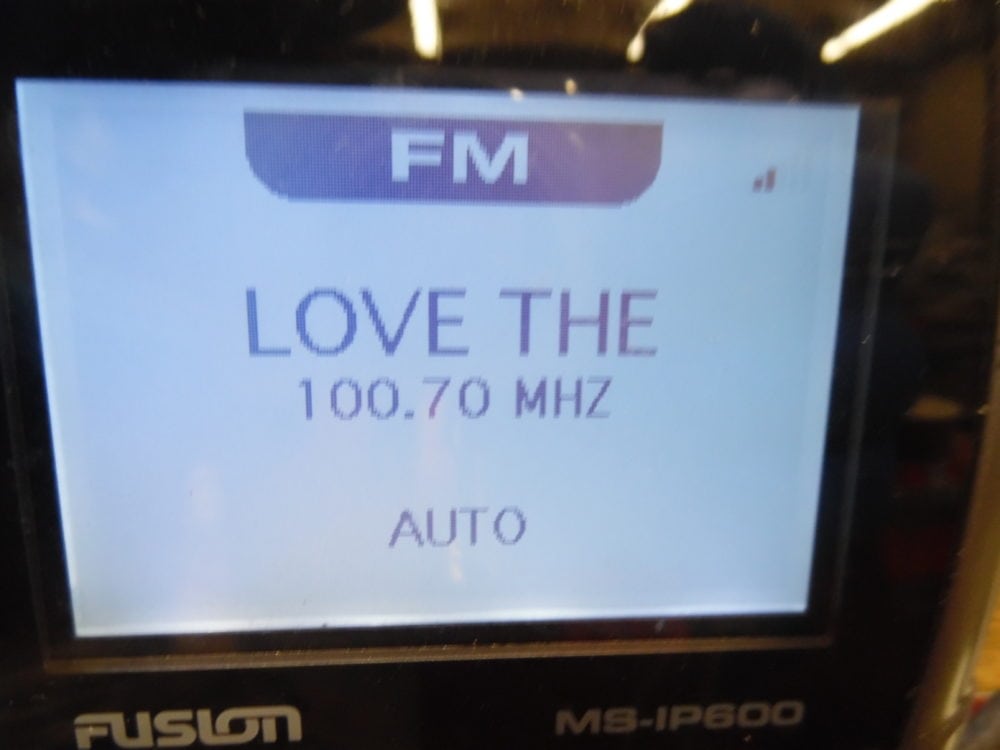 FM
LOVE THE
100.70 MHZ
AUTO
FUSION
MS-IP600